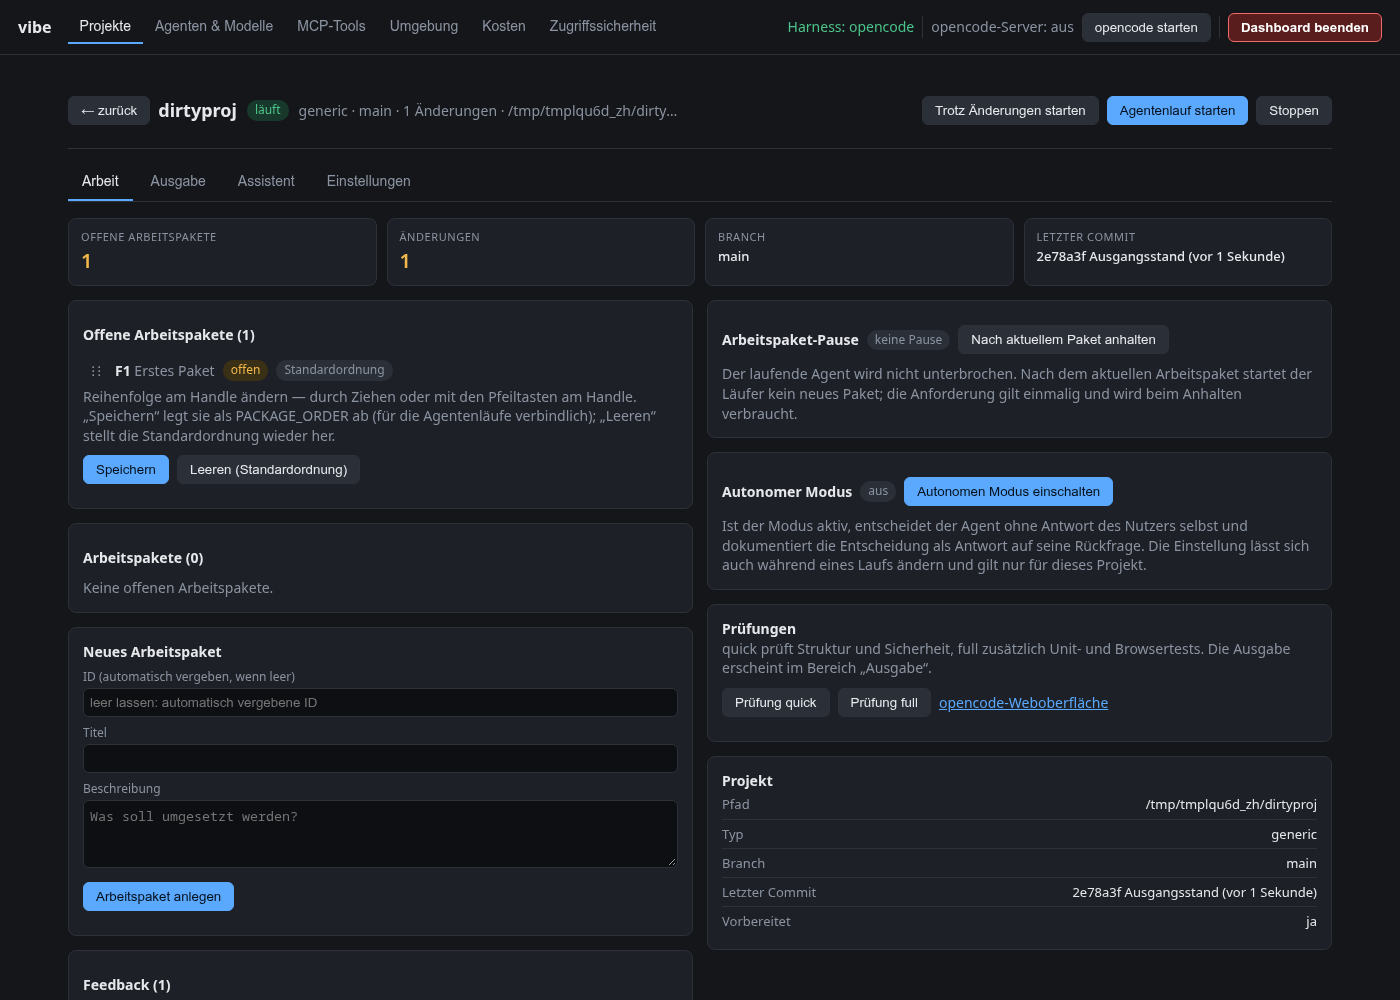 vibe
Projekte
Agenten & Modelle
MCP-Tools
Umgebung
Kosten
Zugriffssicherheit
Harness: opencode
opencode-Server: aus
opencode starten
Dashboard beenden
← zurück
dirtyproj
läuft
generic · main · 1 Änderungen · /tmp/tmplqu6d_zh/dirty…
Trotz Änderungen starten
Agentenlauf starten
Stoppen
Arbeit
Ausgabe
Assistent
Einstellungen
OFFENE ARBEITSPAKETE
1
ÄNDERUNGEN
1
BRANCH
main
LETZTER COMMIT
2e78a3f Ausgangsstand (vor 1 Sekunde)
Offene Arbeitspakete (1)
F1 Erstes Paket
offen
Standardordnung
Reihenfolge am Handle ändern — durch Ziehen oder mit den Pfeiltasten am Handle.
„Speichern“ legt sie als PACKAGE_ORDER ab (für die Agentenläufe verbindlich); „Leeren“
stellt die Standardordnung wieder her.
Speichern
Leeren (Standardordnung)
Arbeitspakete (0)
Keine offenen Arbeitspakete.
Neues Arbeitspaket
ID (automatisch vergeben, wenn leer)
leer lassen: automatisch vergebene ID
Titel
Beschreibung
Was soll umgesetzt werden?
Arbeitspaket anlegen
Feedback (1)
Arbeitspaket-Pause
keine Pause
Nach aktuellem Paket anhalten
Der laufende Agent wird nicht unterbrochen. Nach dem aktuellen Arbeitspaket startet der
Läufer kein neues Paket; die Anforderung gilt einmalig und wird beim Anhalten
verbraucht.
Autonomer Modus
aus
Autonomen Modus einschalten
Ist der Modus aktiv, entscheidet der Agent ohne Antwort des Nutzers selbst und
dokumentiert die Entscheidung als Antwort auf seine Rückfrage. Die Einstellung lässt sich
auch während eines Laufs ändern und gilt nur für dieses Projekt.
Prüfungen
quick prüft Struktur und Sicherheit, full zusätzlich Unit- und Browsertests. Die Ausgabe
erscheint im Bereich „Ausgabe“.
Prüfung quick
Prüfung full
opencode-Weboberfläche
Projekt
Pfad
/tmp/tmplqu6d_zh/dirtyproj
Typ
generic
Branch
main
Letzter Commit
2e78a3f Ausgangsstand (vor 1 Sekunde)
Vorbereitet
ja